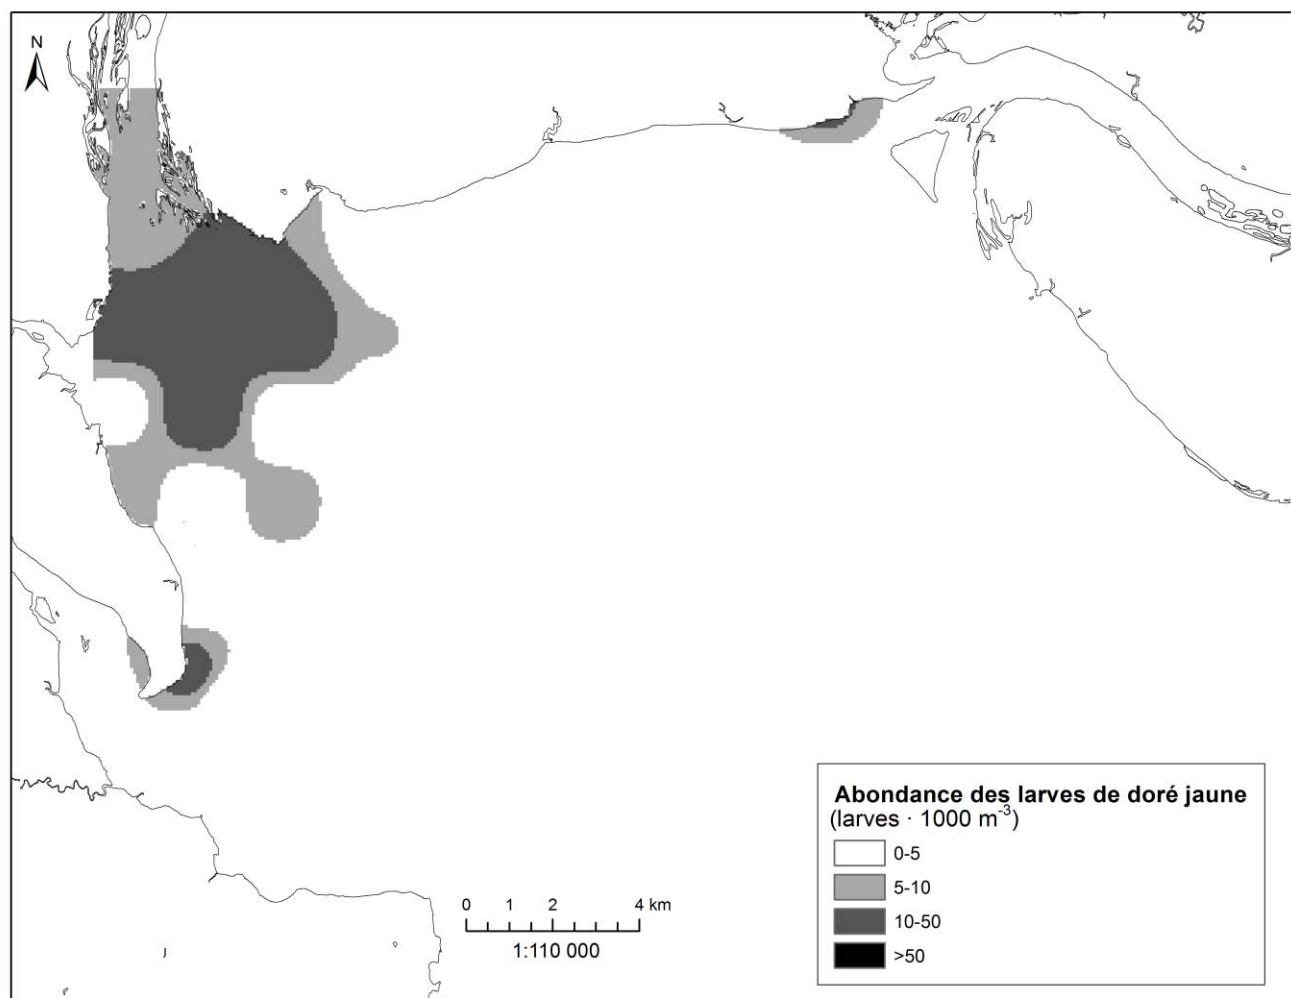 N
Abondance des larves de doré jaune
(larves · 1000 m⁻³)
0-5
5-10
10-50
>50
0 1 2 4 km
1:110 000